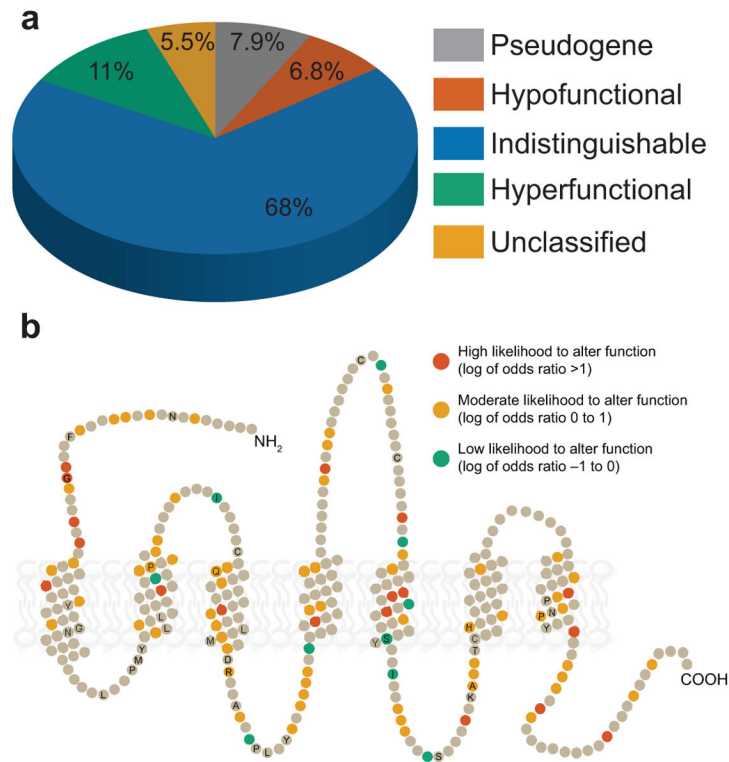 a
5.5%
7.9%
11%
6.8%
68%
Pseudogene
Hypofunctional
Indistinguishable
Hyperfunctional
Unclassified
b
High likelihood to alter function
(log of odds ratio >1)
Moderate likelihood to alter function
(log of odds ratio 0 to 1)
Low likelihood to alter function
(log of odds ratio –1 to 0)
NH2
N
F
G
Y
N
G
L
P
M
Y
L
L
P
I
C
Q
M
L
D
R
A
P
L
Y
C
C
Y
S
I
S
K
A
T
C
H
P
N
P
Y
COOH